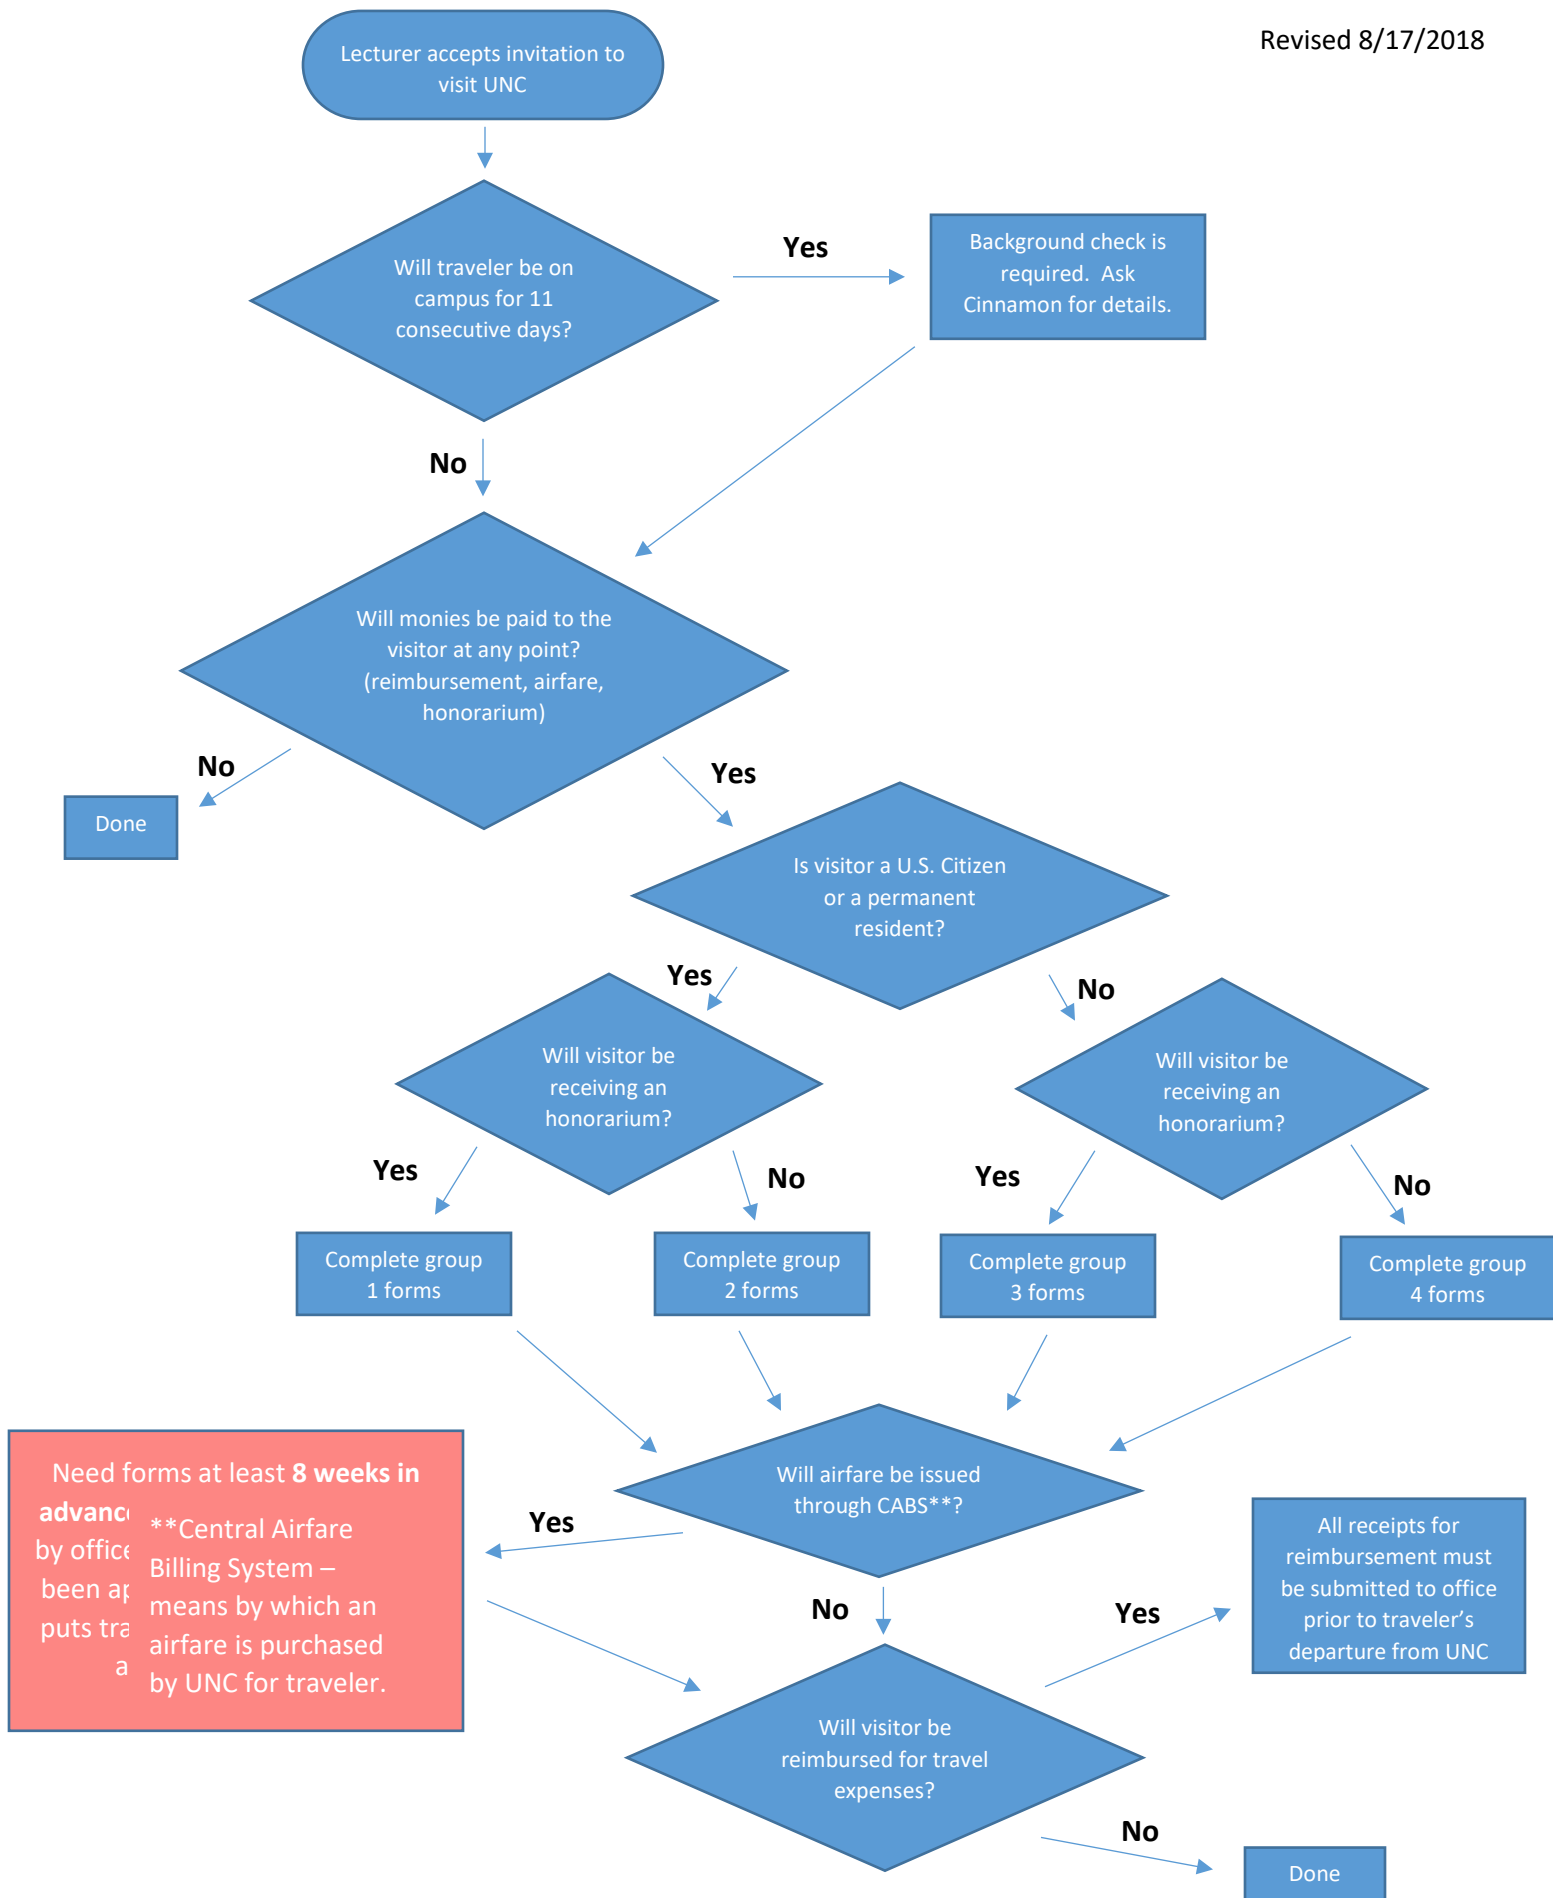 Revised 8/17/2018
Lecturer accepts invitation to
visit UNC
Will traveler be on
campus for 11
consecutive days?
Yes
Background check is
required.  Ask
Cinnamon for details.
No
Will monies be paid to the
visitor at any point?
(reimbursement, airfare,
honorarium)
No
Done
Yes
Is visitor a U.S. Citizen
or a permanent
resident?
Yes
No
Will visitor be
receiving an
honorarium?
Will visitor be
receiving an
honorarium?
Yes
No
Yes
No
Complete group
1 forms
Complete group
2 forms
Complete group
3 forms
Complete group
4 forms
Will airfare be issued
through CABS**?
Yes
Need forms at least 8 weeks in
by
been
puts
**Central Airfare
Billing System –
means by which an
airfare is purchased
by UNC for traveler.
No
Will visitor be
reimbursed for travel
expenses?
Yes
All receipts for
reimbursement must
be submitted to office
prior to traveler’s
departure from UNC
No
Done